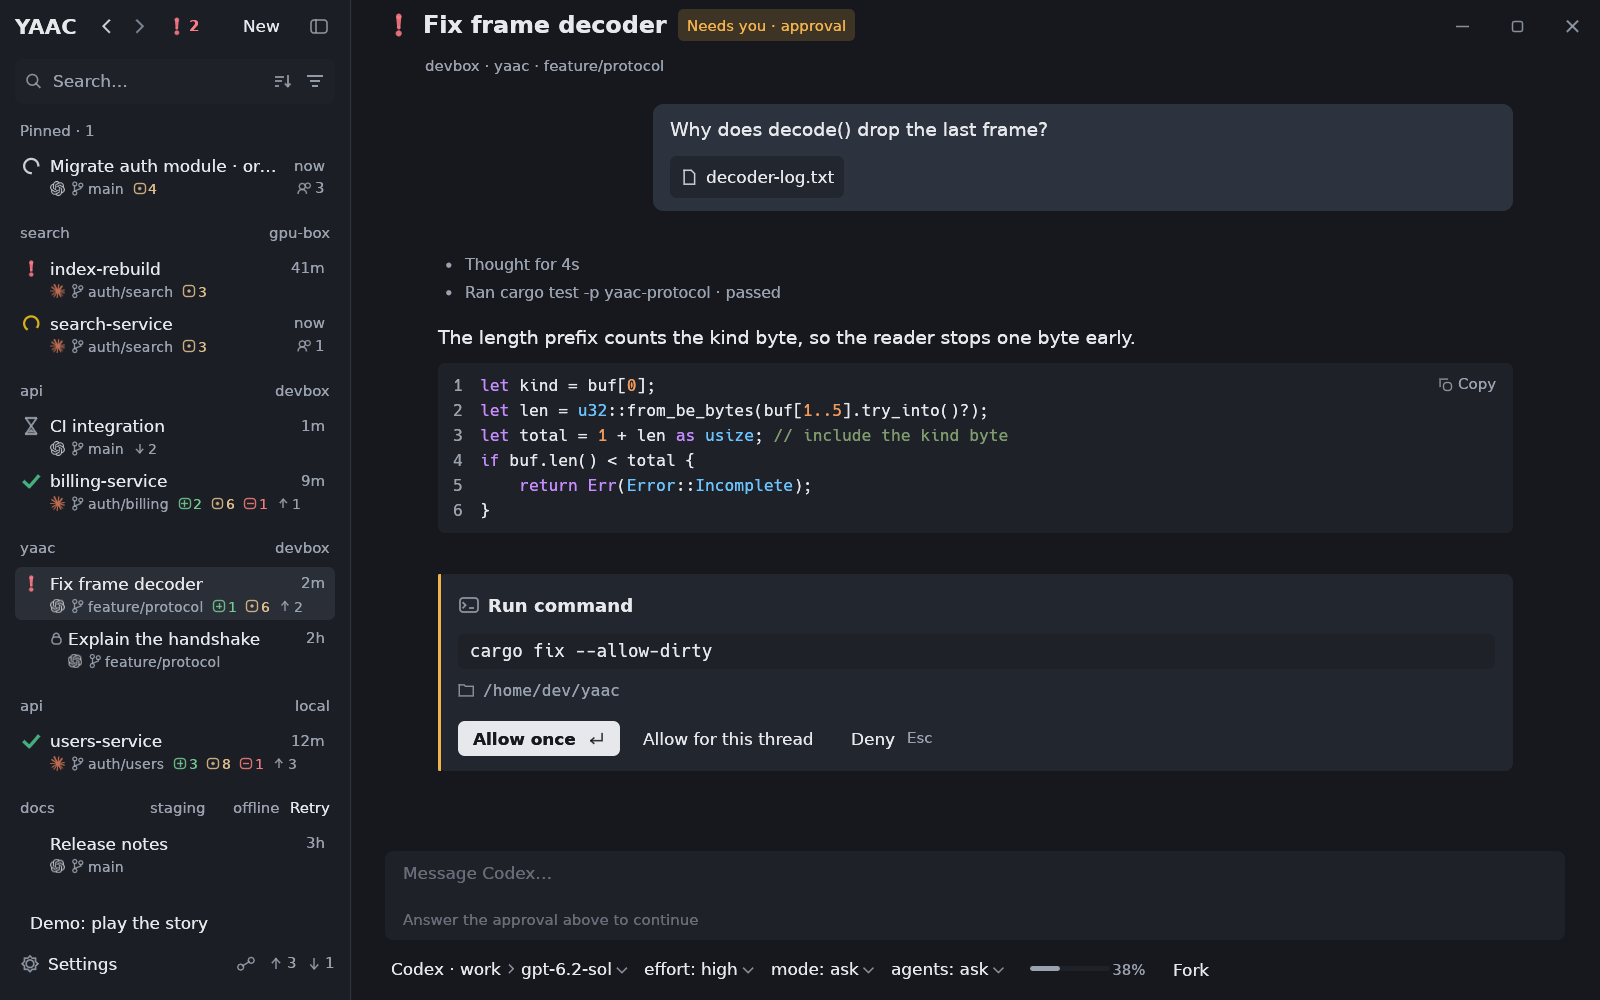 YAAC 2 New
Search...
Pinned · 1
Migrate auth module · or... now
main 4 3
search gpu-box
index-rebuild 41m
auth/search 3
search-service now
auth/search 3 1
api devbox
CI integration 1m
main 2
billing-service 9m
auth/billing 2 6 1 1
yaac devbox
Fix frame decoder 2m
feature/protocol 1 6 2
Explain the handshake 2h
feature/protocol
api local
users-service 12m
auth/users 3 8 1 3
docs staging offline Retry
Release notes 3h
main
Demo: play the story
Settings 3 1
Fix frame decoder Needs you · approval
devbox · yaac · feature/protocol
Why does decode() drop the last frame?
decoder-log.txt
• Thought for 4s
• Ran cargo test -p yaac-protocol · passed
The length prefix counts the kind byte, so the reader stops one byte early.
Copy
1 let kind = buf[0];
2 let len = u32::from_be_bytes(buf[1..5].try_into()?);
3 let total = 1 + len as usize; // include the kind byte
4 if buf.len() < total {
5     return Err(Error::Incomplete);
6 }
Run command
cargo fix --allow-dirty
/home/dev/yaac
Allow once Allow for this thread Deny Esc
Message Codex...
Answer the approval above to continue
Codex · work gpt-6.2-sol effort: high mode: ask agents: ask 38% Fork